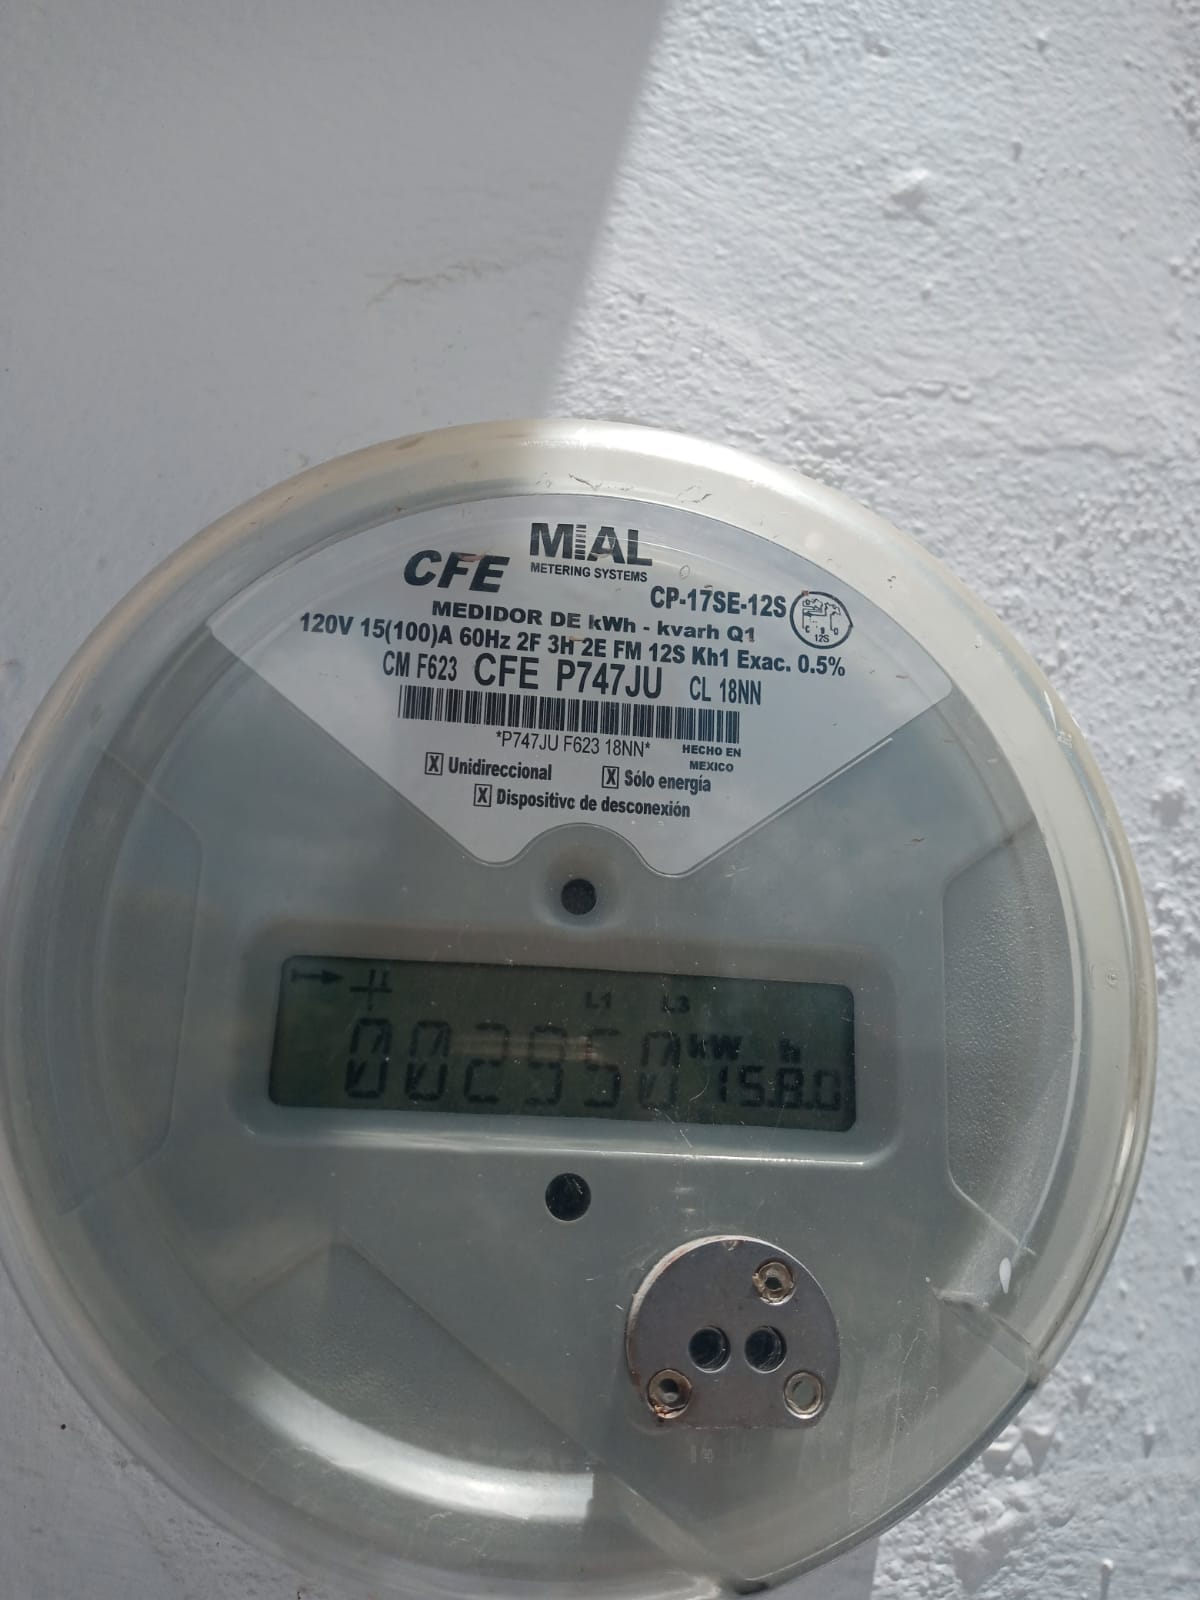 MIAL
METERING SYSTEMS
CFE
CP-17SE-12S
MEDIDOR DE kWh - kvarh Q1
120V 15(100)A 60Hz 2F 3H 2E FM 12S Kh1 Exac. 0.5%
CM F623 CFE P747JU CL 18NN
*P747JU F623 18NN*
HECHO EN
MEXICO
X Unidireccional X Sólo energía
X Dispositivo de desconexión
L1 L3
002950 kW h
15.8.0